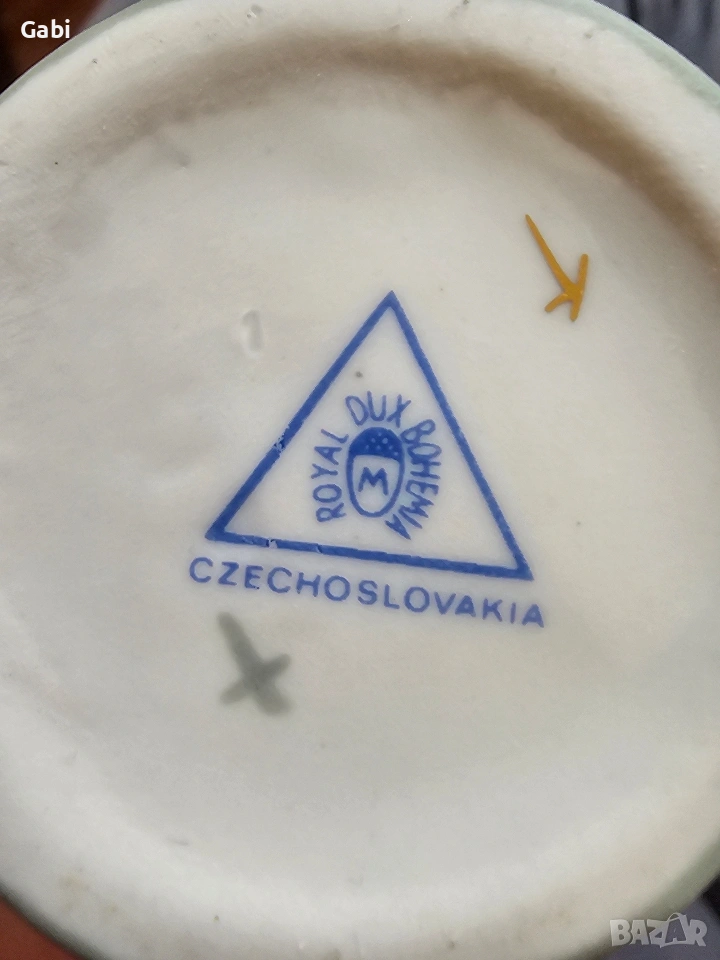 Gabi
ROYAL DUX BOHEMIA
M
CZECHOSLOVAKIA
BAZAR